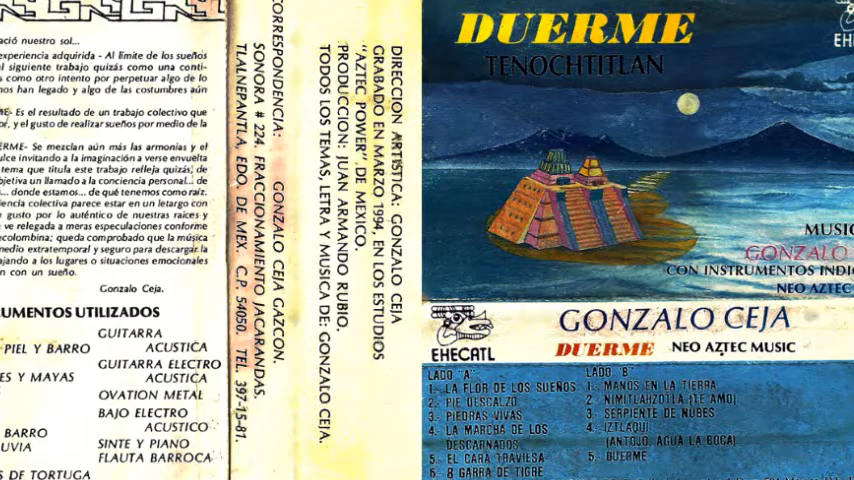 ació nuestro sol...
experiencia adquirida - Al límite de los sueños
l siguiente trabajo quizás como una conti-
s como otro intento por perpetuar algo de lo
nos han legado y algo de las costumbres aún
ME- Es el resultado de un trabajo colectivo que
or, y el gusto de realizar sueños por medio de la
ERME- Se mezclan aún más las armonías y el
ulce invitando a la imaginación a verse envuelta
tema que titula este trabajo refleja quizás, de
bjetiva un llamado a la conciencia personal... de
s... donde estamos... de qué tenemos como raíz.
iencia colectiva parece estar en un letargo con
gusto por lo auténtico de nuestras raíces y
ve relegada a meras especulaciones conforme
ecolombina; queda comprobado que la música
medio extratemporal y seguro para descargar la
ajando a los lugares o situaciones emocionales
n con un sueño.
Gonzalo Ceja.
UMENTOS UTILIZADOS
PIEL Y BARRO
ES Y MAYAS
BARRO
UVIA
S DE TORTUGA
GUITARRA
ACUSTICA
GUITARRA ELECTRO
ACUSTICA
OVATION METAL
BAJO ELECTRO
ACUSTICO
SINTE Y PIANO
FLAUTA BARROCA
CORRESPONDENCIA: GONZALO CEJA GAZCON.
SONORA # 224. FRACCIONAMIENTO JACARANDAS.
TLALNEPANTLA, EDO. DE MEX. C.P. 54050. TEL. 397-15-81.
DIRECCION ARTISTICA: GONZALO CEJA
GRABADO EN MARZO 1994, EN LOS ESTUDIOS
"AZTEC POWER" DE MEXICO.
PRODUCCION: JUAN ARMANDO RUBIO.
TODOS LOS TEMAS, LETRA Y MUSICA DE: GONZALO CEJA.
DUERME
TENOCHTITLAN
EH
MUSIC
GONZALO
CON INSTRUMENTOS INDIG
NEO AZTEC
EHECATL
GONZALO CEJA
DUERME NEO AZTEC MUSIC
LADO "A"
1.- LA FLOR DE LOS SUEÑOS
2.- PIE DESCALZO
3.- PIEDRAS VIVAS
4.- LA MARCHA DE LOS
DESCARNADOS
5. EL CARA TRAVIESA
6. 8 GARRA DE TIGRE
LADO "B"
1.- MANOS EN LA TIERRA
2.- NIMITLAHZOTLA (TE AMO)
3. SERPIENTE DE NUBES
4.- IZTLAQUI
(ANTOJO, AGUA LA BOCA)
5.- DUERME